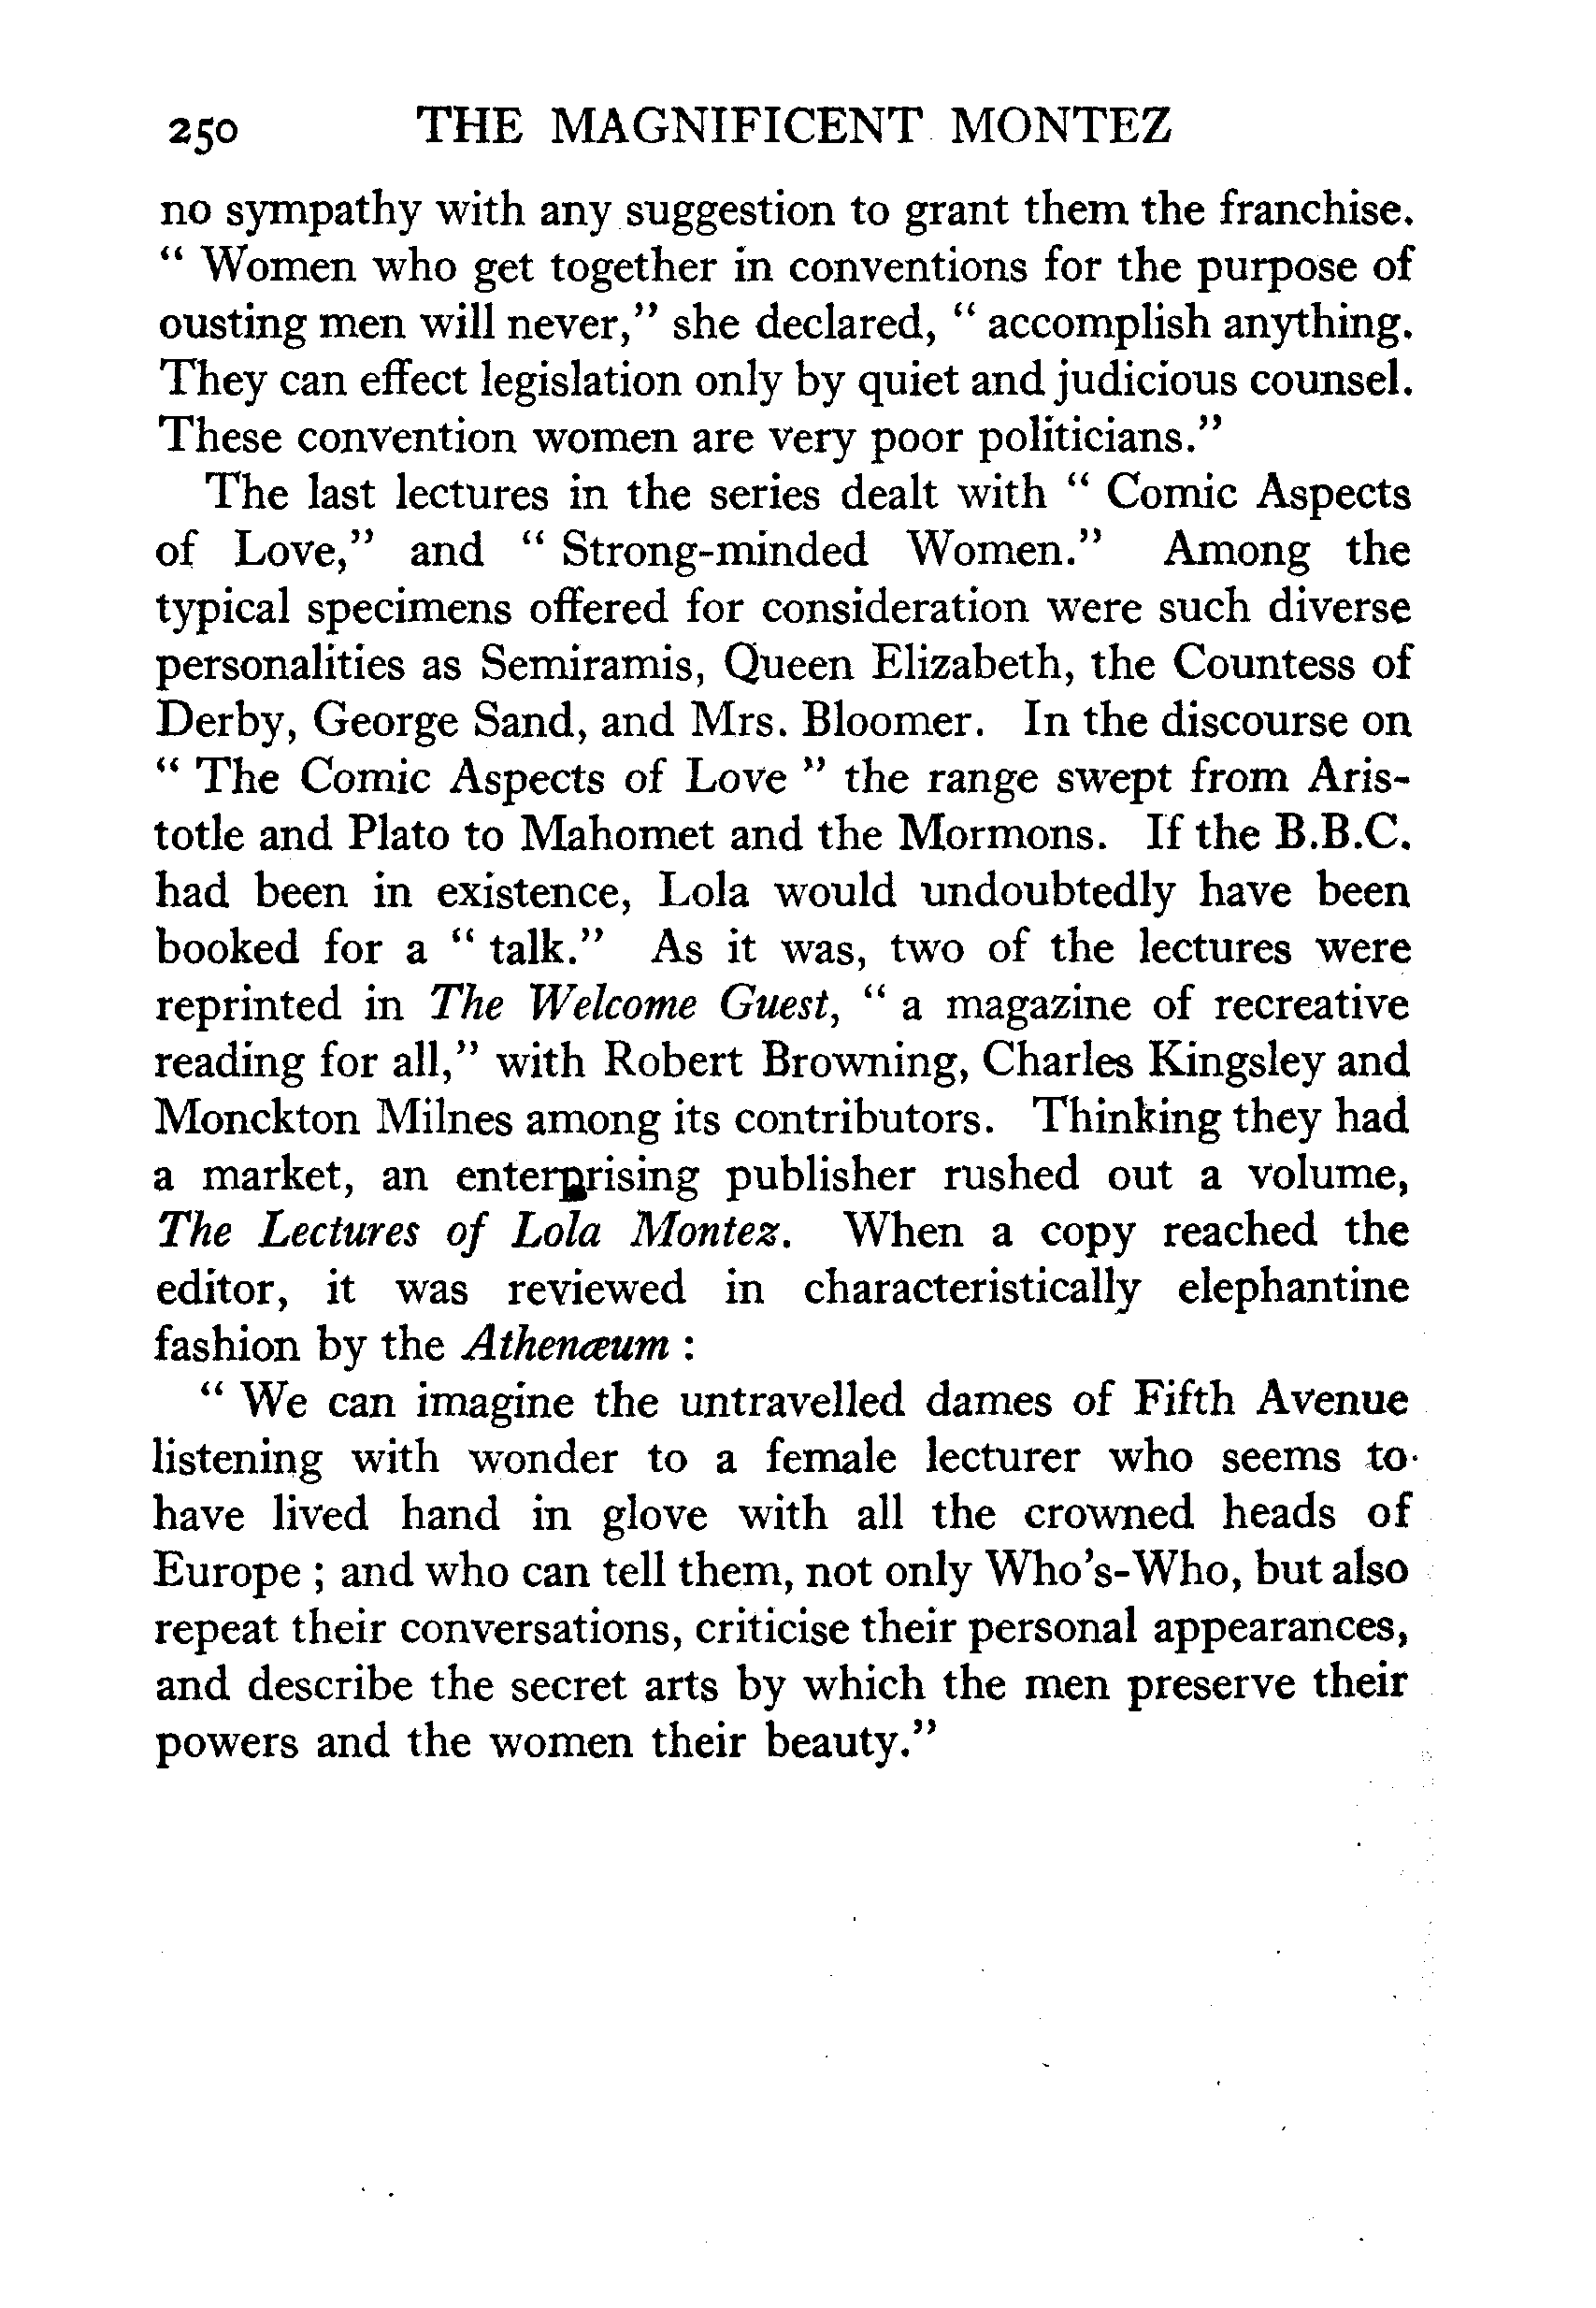 250 THE MAGNIFICENT MONTEZ
no sympathy with any suggestion to grant them the franchise.
“ Women who get together in conventions for the purpose of
ousting men will never,” she declared, “ accomplish anything.
They can effect legislation only by quiet and judicious counsel.
These convention women are very poor politicians.”
The last lectures in the series dealt with “ Comic Aspects
of Love,” and “ Strong-minded Women.” Among the
typical specimens offered for consideration were such diverse
personalities as Semiramis, Queen Elizabeth, the Countess of
Derby, George Sand, and Mrs. Bloomer. In the discourse on
“ The Comic Aspects of Love ” the range swept from Aris-
totle and Plato to Mahomet and the Mormons. If the B.B.C.
had been in existence, Lola would undoubtedly have been
booked for a “ talk.” As it was, two of the lectures were
reprinted in The Welcome Guest, “ a magazine of recreative
reading for all,” with Robert Browning, Charles Kingsley and
Monckton Milnes among its contributors. Thinking they had
a market, an enterprising publisher rushed out a volume,
The Lectures of Lola Montez. When a copy reached the
editor, it was reviewed in characteristically elephantine
fashion by the Athenæum :
“ We can imagine the untravelled dames of Fifth Avenue
listening with wonder to a female lecturer who seems to
have lived hand in glove with all the crowned heads of
Europe ; and who can tell them, not only Who’s-Who, but also
repeat their conversations, criticise their personal appearances,
and describe the secret arts by which the men preserve their
powers and the women their beauty.”